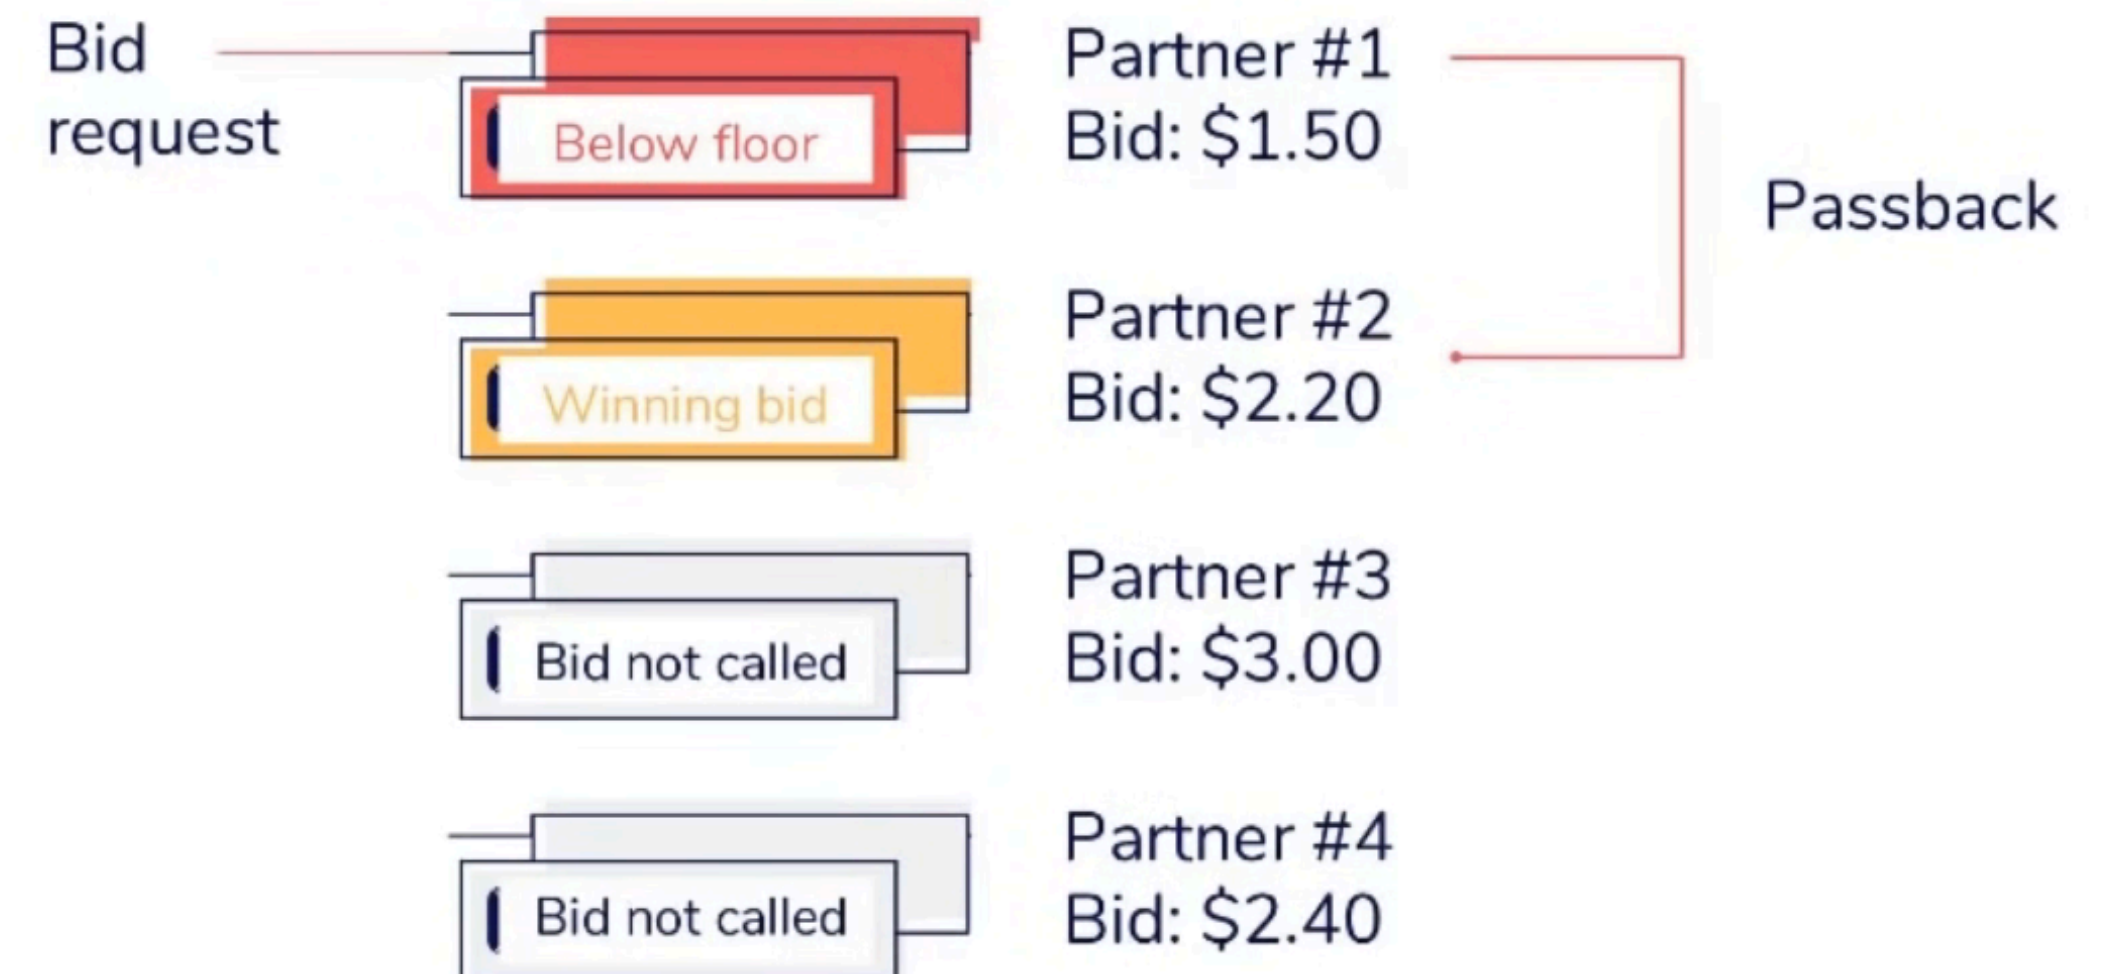 Bid
request
Below floor
Partner #1
Bid: $1.50
Passback
Winning bid
Partner #2
Bid: $2.20
Bid not called
Partner #3
Bid: $3.00
Bid not called
Partner #4
Bid: $2.40